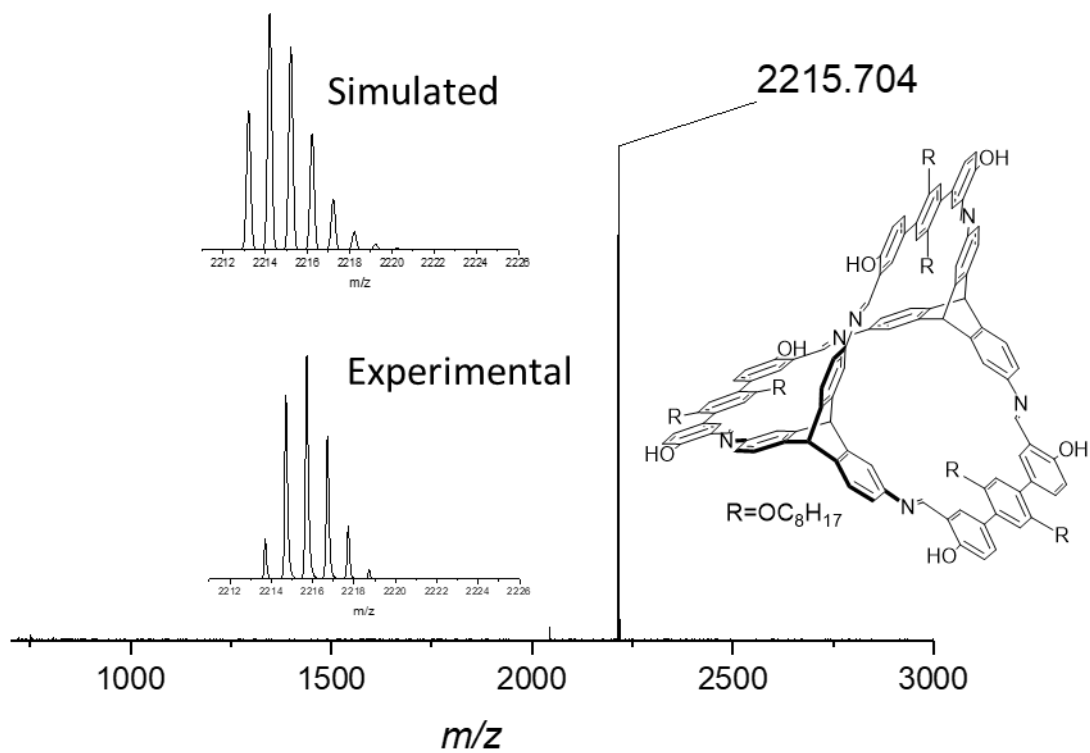 Simulated
2212 2214 2216 2218 2220 2222 2224 2226
m/z
2215.704
Experimental
2212 2214 2216 2218 2220 2222 2224 2226
m/z
R
OH
N
HO
R
N
N
OH
R
R
N
HO
N
R
OH
R=OC₈H₁₇
N
R
HO
1000 1500 2000 2500 3000
m/z